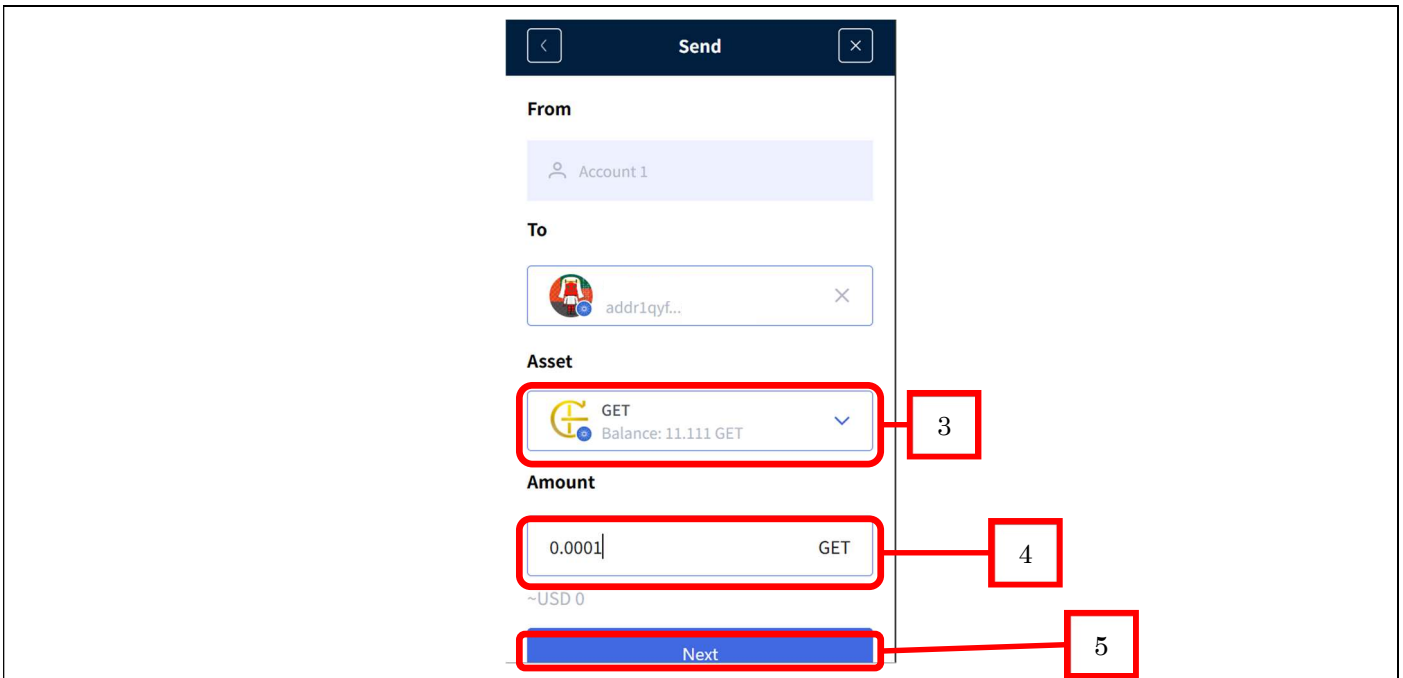 Send
From
Account 1
To
addr1qyf...
Asset
GET
Balance: 11.111 GET
3
Amount
0.0001 GET
4
~USD 0
Next
5